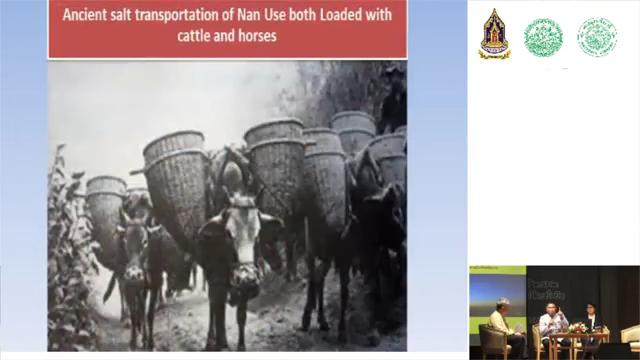 Ancient salt transportation of Nan Use both Loaded with
cattle and horses